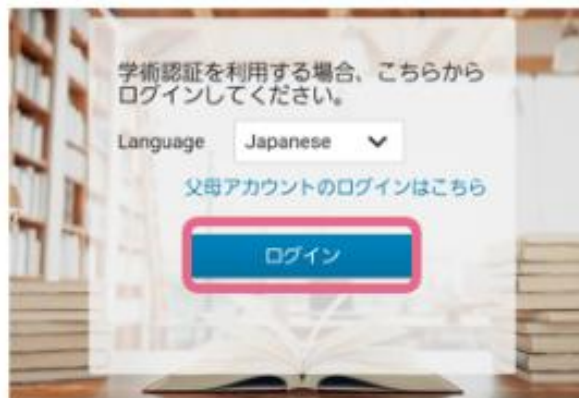 学術認証を利用する場合、こちらから
ログインしてください。
Language Japanese
父母アカウントのログインはこちら
ログイン